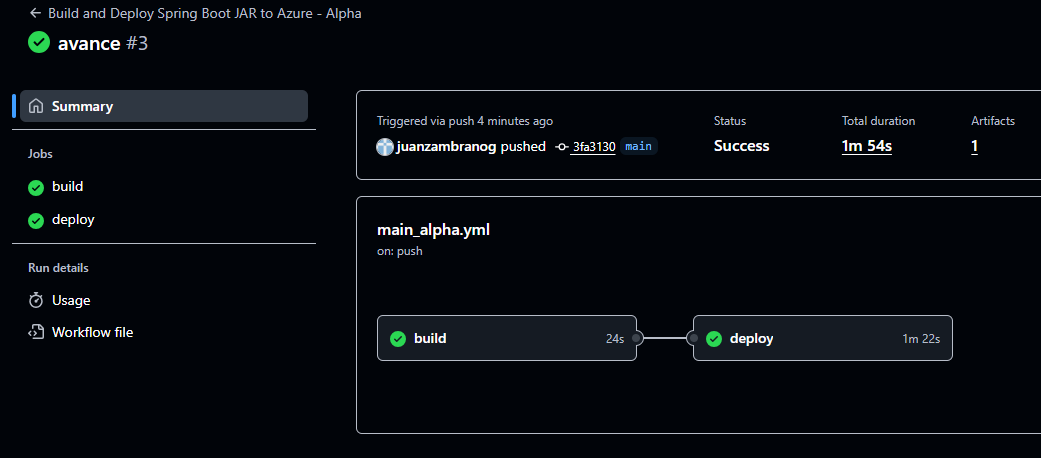 Build and Deploy Spring Boot JAR to Azure - Alpha
avance #3
Summary
Jobs
build
deploy
Run details
Usage
Workflow file
Triggered via push 4 minutes ago
juanzambranog pushed 3fa3130 main
Status
Success
Total duration
1m 54s
Artifacts
1
main_alpha.yml
on: push
build 24s
deploy 1m 22s